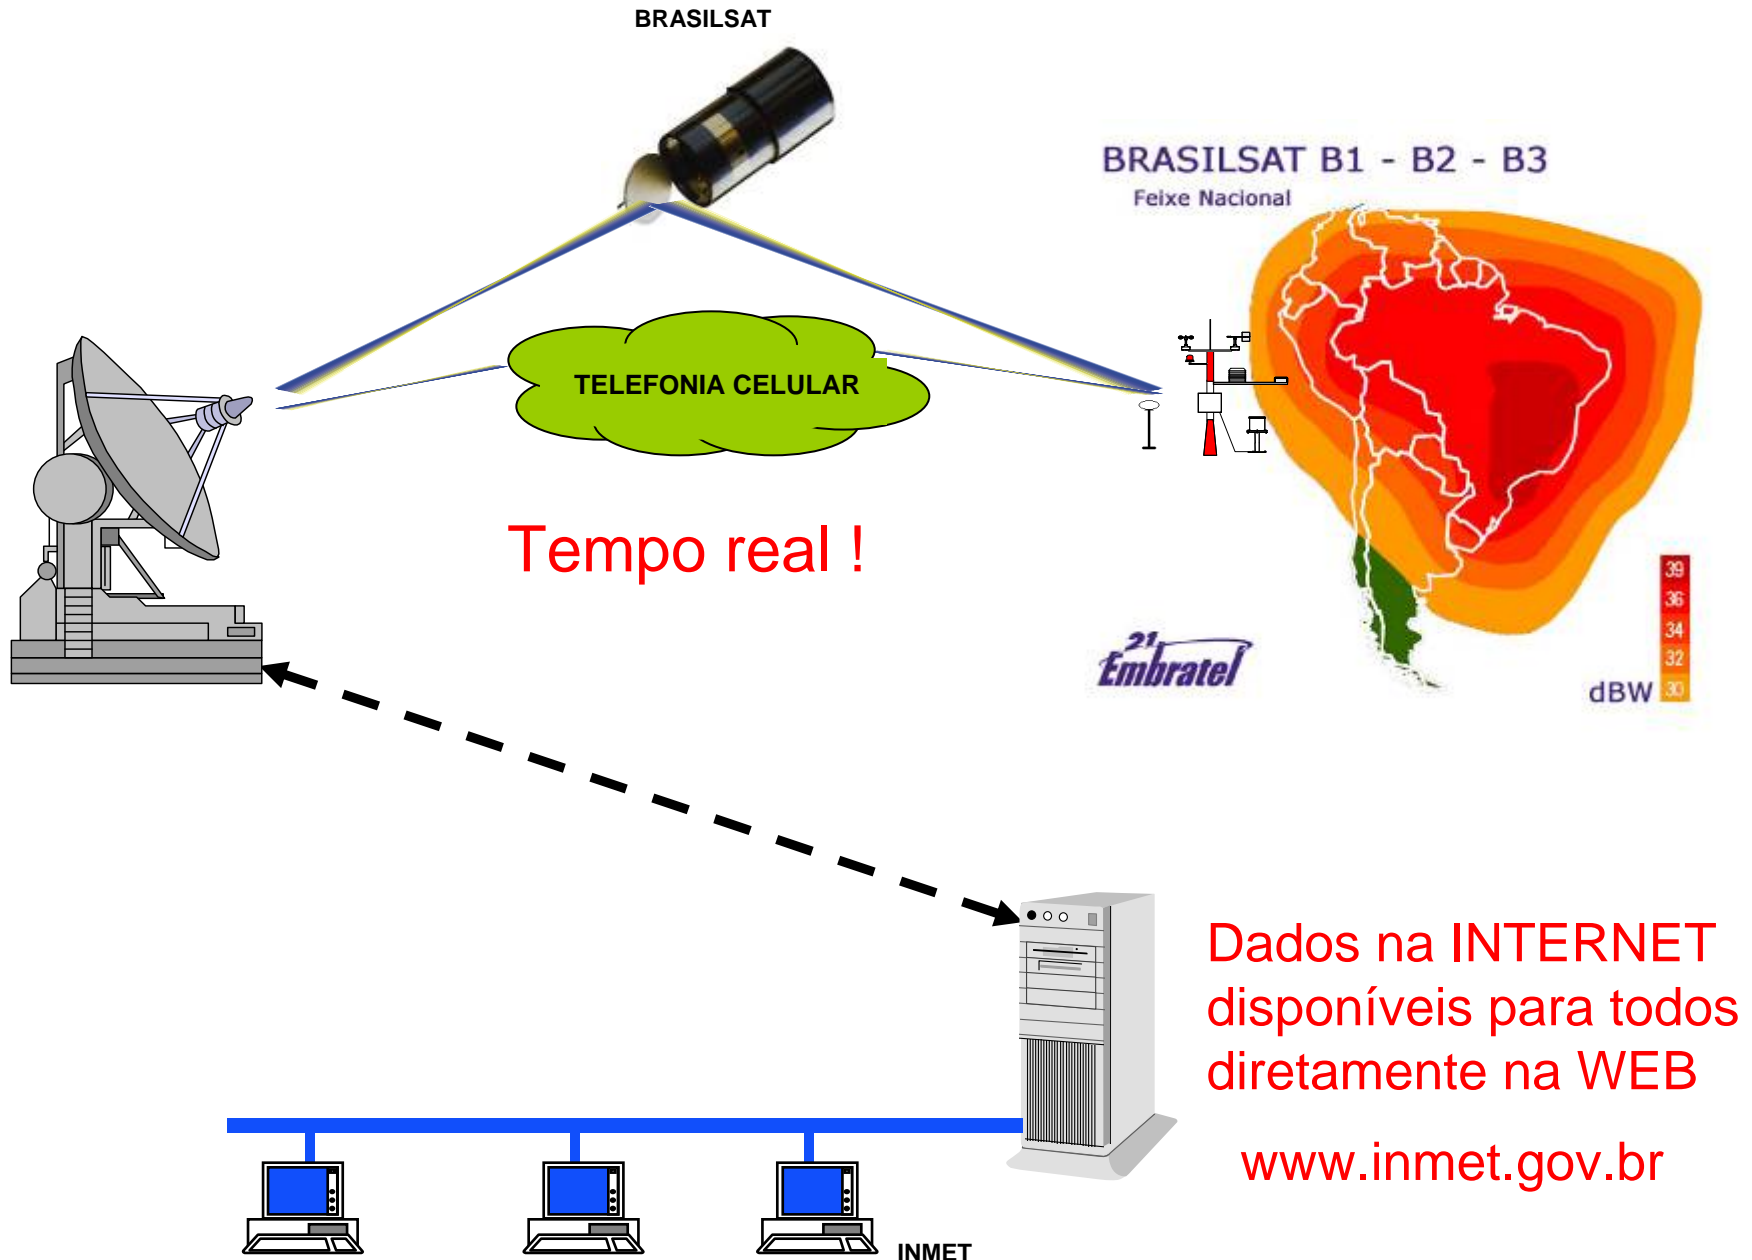 BRASILSAT
BRASILSAT B1 - B2 - B3
Feixe Nacional
TELEFONIA CELULAR
Tempo real !
39
36
34
32
dBW 30
21
Embratel
Dados na INTERNET
disponíveis para todos
diretamente na WEB
www.inmet.gov.br
INMET